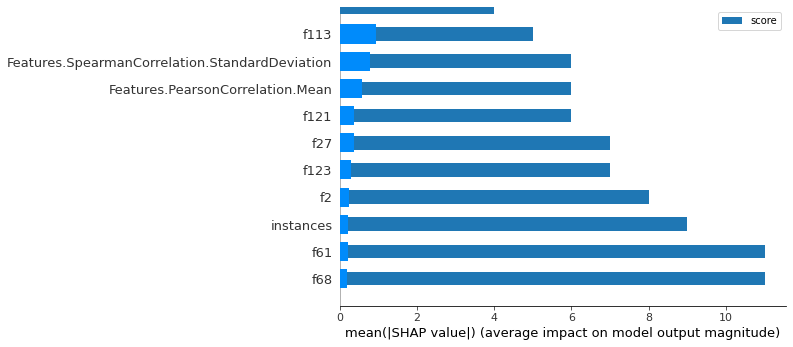 score
f113
Features.SpearmanCorrelation.StandardDeviation
Features.PearsonCorrelation.Mean
f121
f27
f123
f2
instances
f61
f68
0 2 4 6 8 10
mean(|SHAP value|) (average impact on model output magnitude)